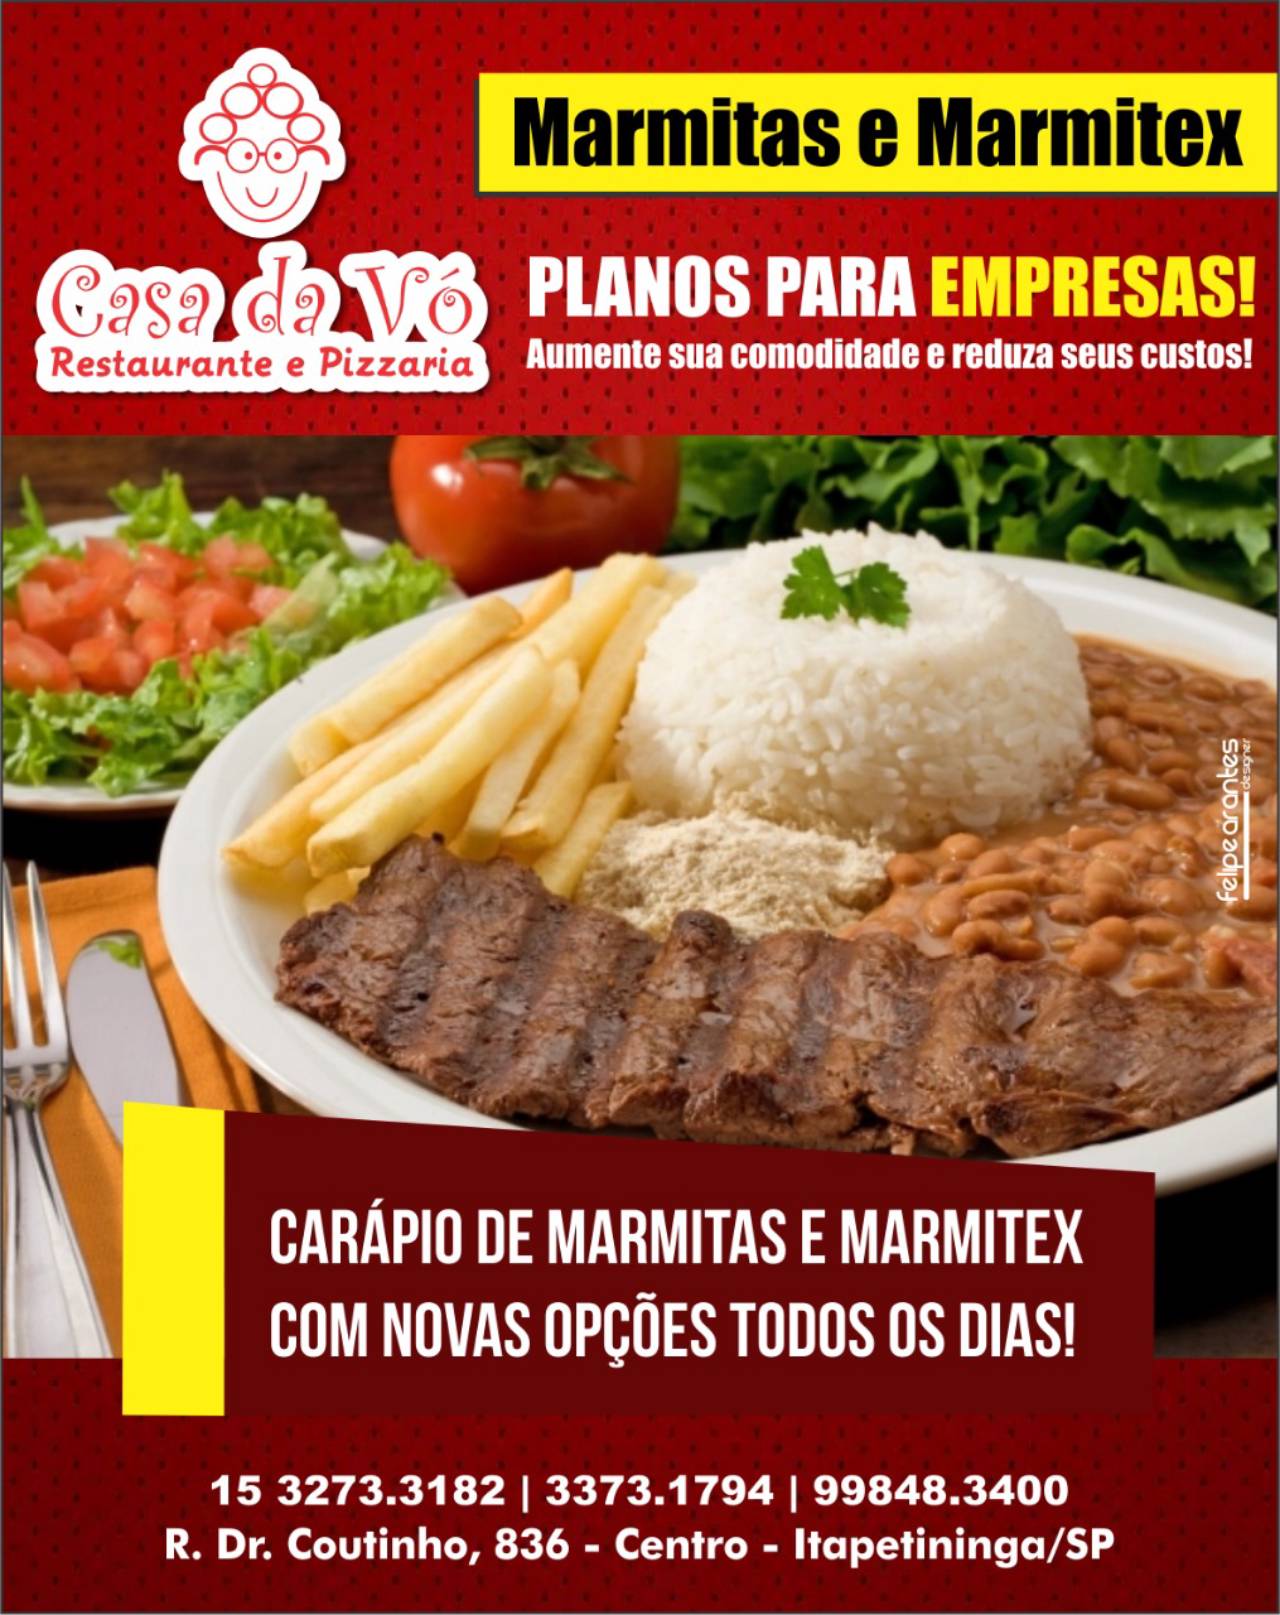 Casa da Vó
Restaurante e Pizzaria
Marmitas e Marmitex
PLANOS PARA EMPRESAS!
Aumente sua comodidade e reduza seus custos!
felipearantes
designer
CARÁPIO DE MARMITAS E MARMITEX
COM NOVAS OPÇÕES TODOS OS DIAS!
15 3273.3182 | 3373.1794 | 99848.3400
R. Dr. Coutinho, 836 - Centro - Itapetininga/SP